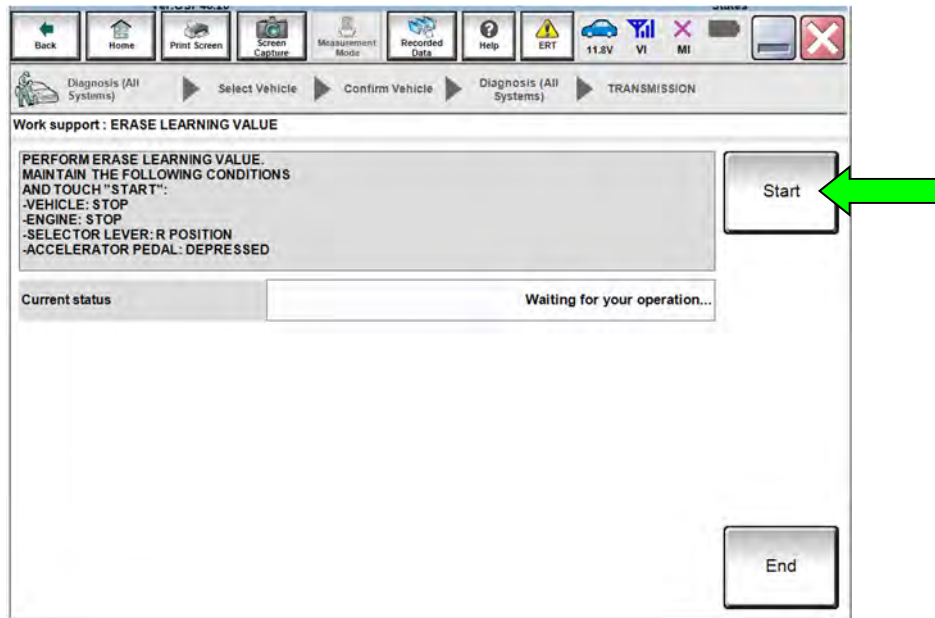 Back
Home
Print Screen
Screen
Capture
Measurement
Mode
Recorded
Data
Help
ERT
11.8V
VI
MI
Diagnosis (All
Systems)
Select Vehicle
Confirm Vehicle
Diagnosis (All
Systems)
TRANSMISSION
Work support : ERASE LEARNING VALUE
PERFORM ERASE LEARNING VALUE.
MAINTAIN THE FOLLOWING CONDITIONS
AND TOUCH "START":
-VEHICLE: STOP
-ENGINE: STOP
-SELECTOR LEVER: R POSITION
-ACCELERATOR PEDAL: DEPRESSED
Start
Current status
Waiting for your operation...
End